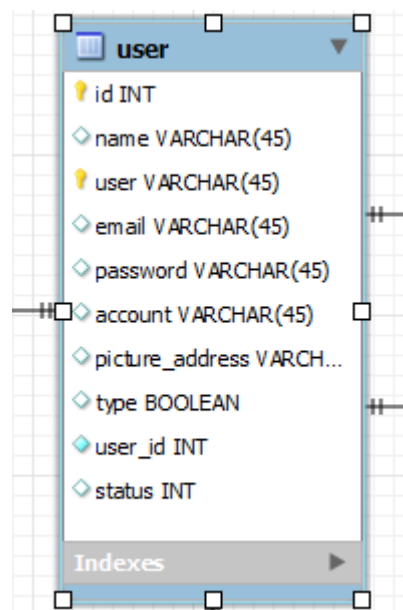 user
id INT
name VARCHAR(45)
user VARCHAR(45)
email VARCHAR(45)
password VARCHAR(45)
account VARCHAR(45)
picture_address VARCH...
type BOOLEAN
user_id INT
status INT
Indexes